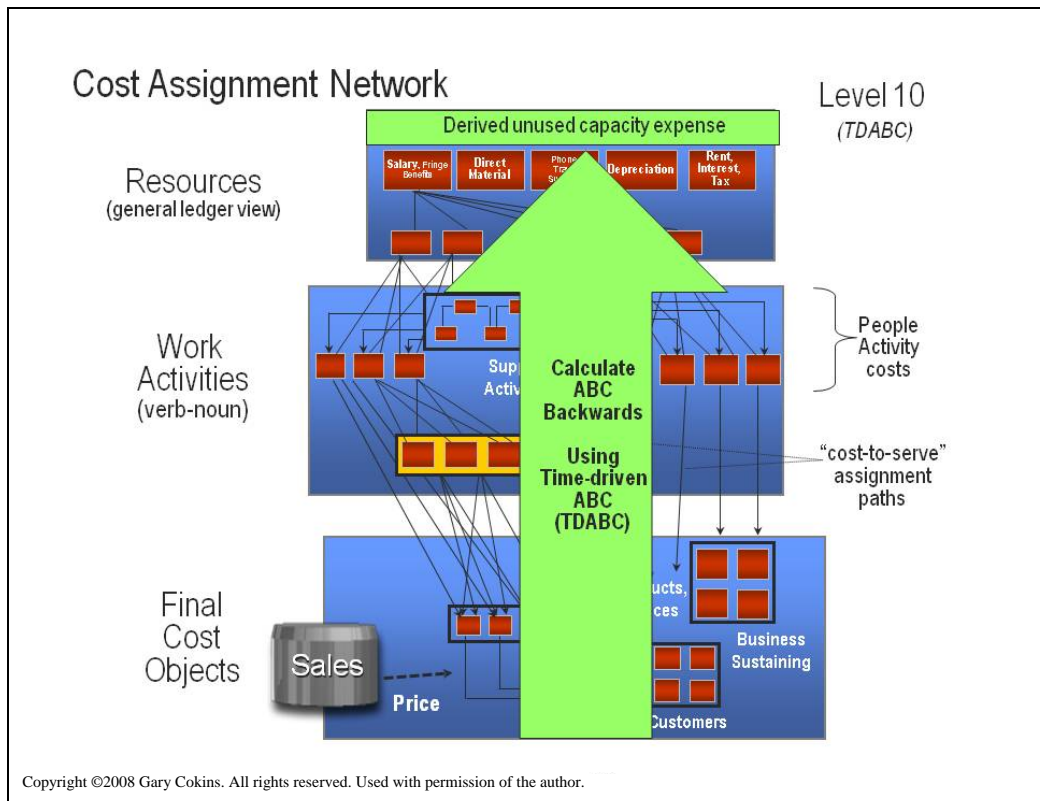 Cost Assignment Network
Level 10
(TDABC)
Derived unused capacity expense
Resources
(general ledger view)
Salary, Fringe
Benefits
Direct
Material
Phone
Depreciation
Rent,
Interest,
Tax
Work
Activities
(verb-noun)
People
Activity
costs
Calculate
ABC
Backwards
Using
Time-driven
ABC
(TDABC)
“cost-to-serve”
assignment
paths
Final
Cost
Objects
Sales
Price
Business
Sustaining
Customers
Copyright ©2008 Gary Cokins. All rights reserved. Used with permission of the author.